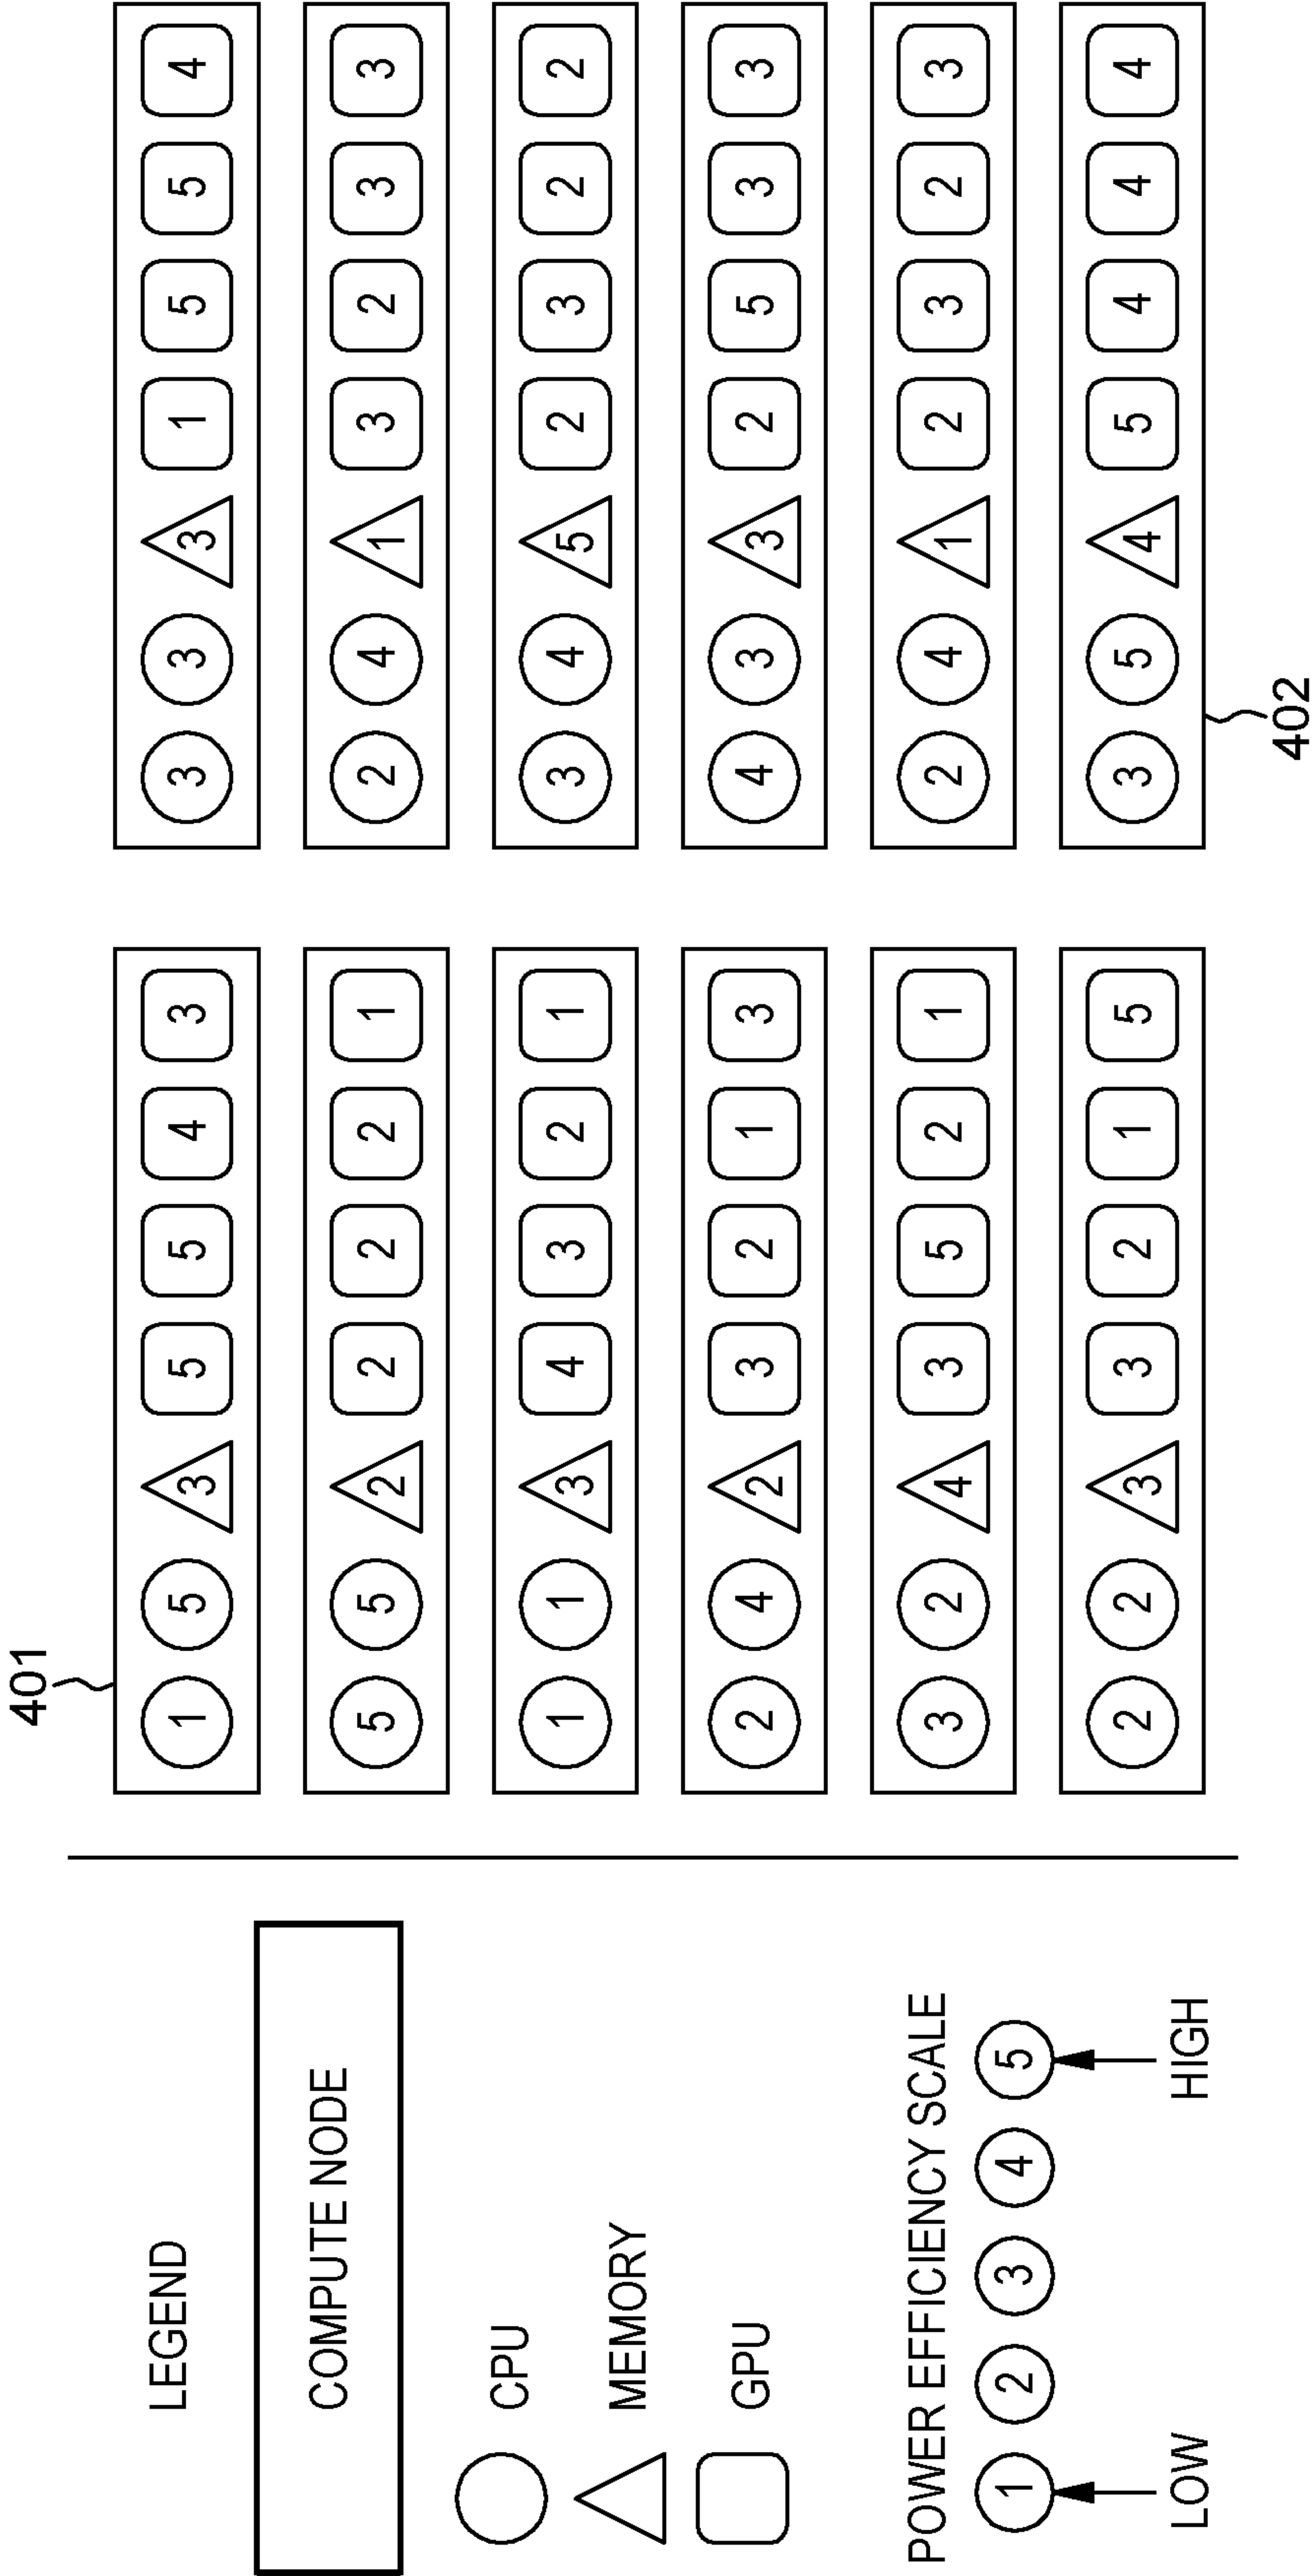 LEGEND
COMPUTE NODE
CPU
MEMORY
GPU
POWER EFFICIENCY SCALE
1 2 3 4 5
LOW HIGH
401
1 5 3 5 5 4 3
5 5 2 2 2 2 1
1 1 3 4 3 2 1
2 4 2 3 2 1 3
3 2 4 3 5 2 1
2 2 3 3 2 1 5
3 3 3 1 5 5 4
2 4 1 3 2 3 3
3 4 5 2 3 2 2
4 3 3 2 5 3 3
2 4 1 2 3 2 3
3 5 4 5 4 4 4
402